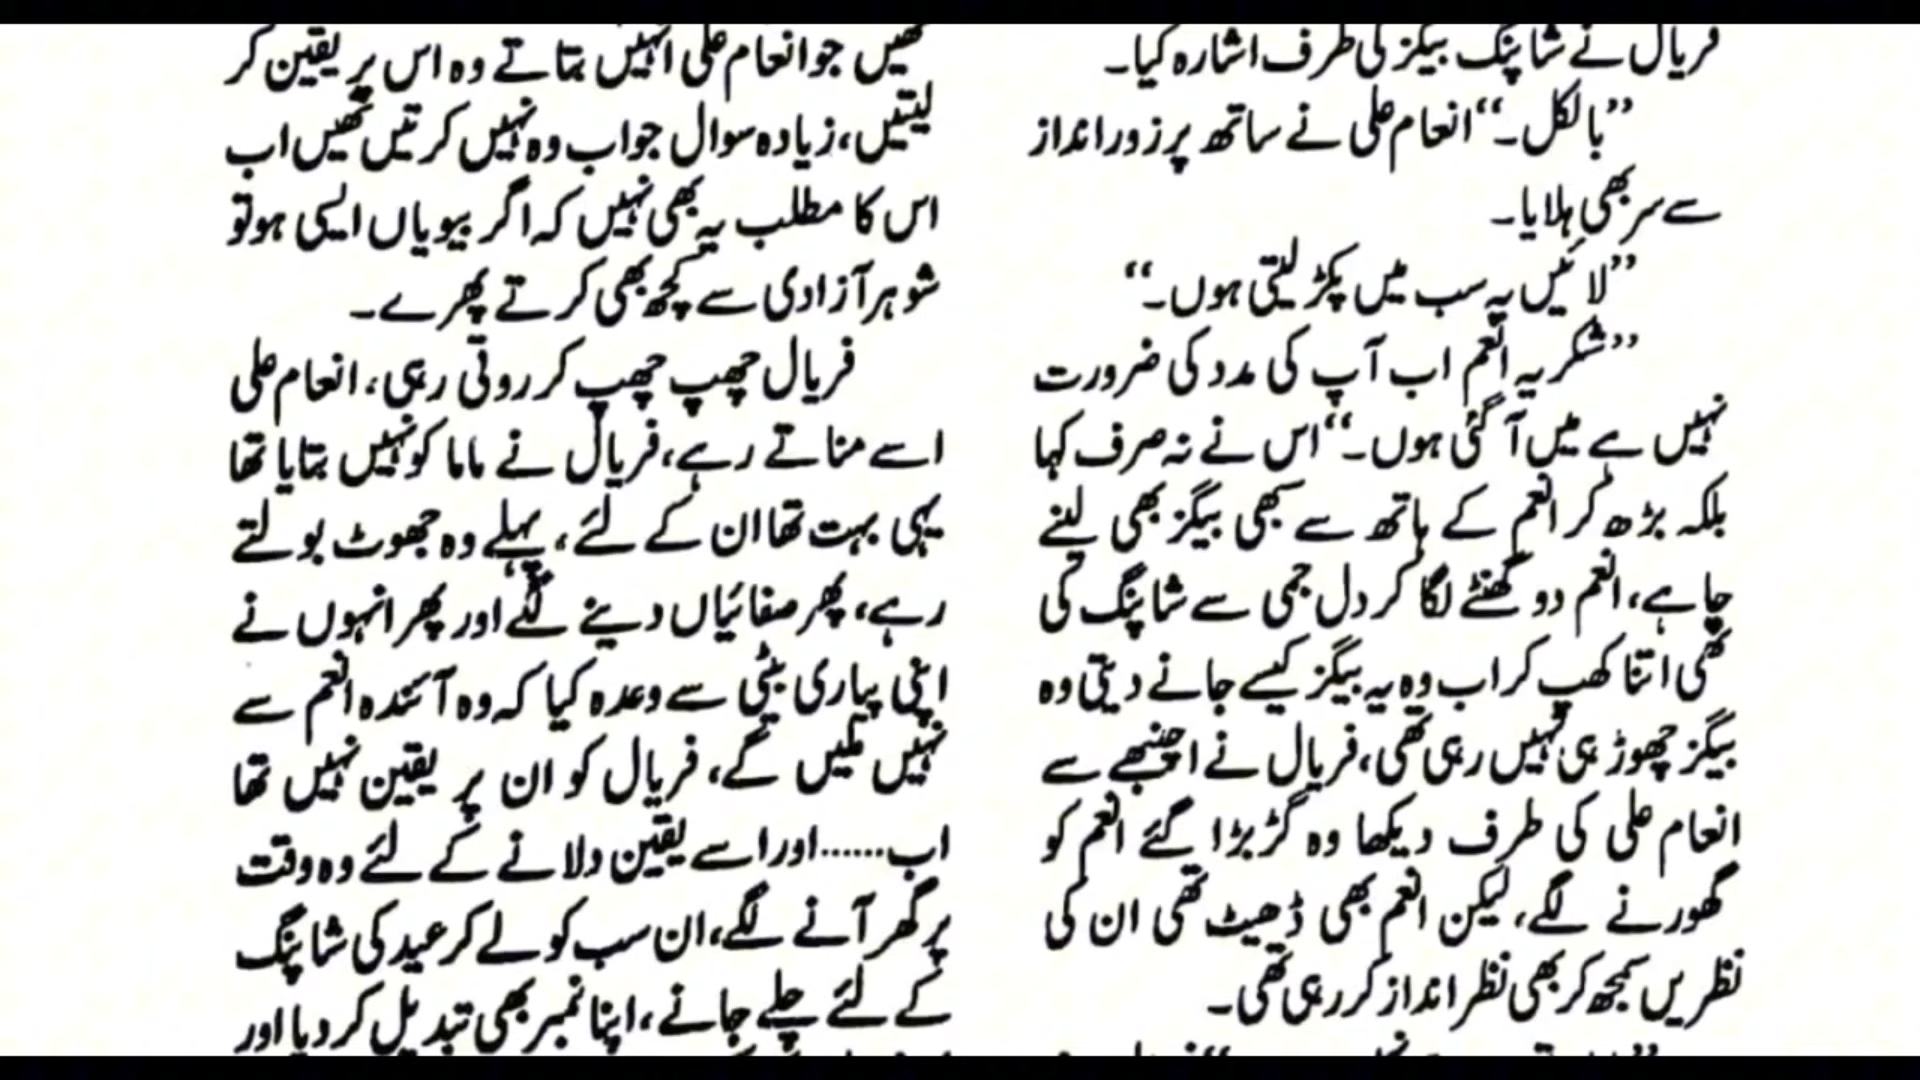 فریال نے شاپنگ بیگز کی طرف اشارہ کیا۔
”بالکل۔“ انعام علی نے ساتھ پرزور انداز
سے سر بھی ہلایا۔
”لائیں یہ سب میں پکڑ لیتی ہوں۔“
”شکریہ انعم اب آپ کی مدد کی ضرورت
نہیں ہے میں آ گئی ہوں۔“ اس نے نہ صرف کہا
بلکہ بڑھ کر انعم کے ہاتھ سے سبھی بیگز بھی لینے
چاہے، انعم دو گھنٹے لگا کر دل جمی سے شاپنگ کی
تھی اتنا کھپ کر اب وہ یہ بیگز کیسے جانے دیتی وہ
بیگز چھوڑ ہی نہیں رہی تھی، فریال نے اچنبھے سے
انعام علی کی طرف دیکھا وہ گڑبڑا گئے انعم کو
گھورنے لگے، لیکن انعم بھی ڈھیٹ تھی ان کی
نظریں سمجھ کر بھی نظر انداز کر رہی تھی۔
تھیں جو انعام علی انہیں بتاتے وہ اس پر یقین کر
لیتیں، زیادہ سوال جواب وہ نہیں کرتیں تھیں اب
اس کا مطلب یہ بھی نہیں کہ اگر بیویاں ایسی ہو تو
شوہر آزادی سے کچھ بھی کرتے پھرے۔
فریال چھپ چھپ کر روتی رہی، انعام علی
اسے مناتے رہے، فریال نے ماما کو نہیں بتایا تھا
یہی بہت تھا ان کے لئے، پہلے وہ جھوٹ بولتے
رہے، پھر صفائیاں دینے لگے اور پھر انہوں نے
اپنی پیاری بیٹی سے وعدہ کیا کہ وہ آئندہ انعم سے
نہیں ملیں گے، فریال کو ان پر یقین نہیں تھا
اب...... اور اسے یقین دلانے کے لئے وہ وقت
پر گھر آنے لگے، ان سب کو لے کر عید کی شاپنگ
کے لئے چلے جانے، اپنا نمبر بھی تبدیل کر دیا اور